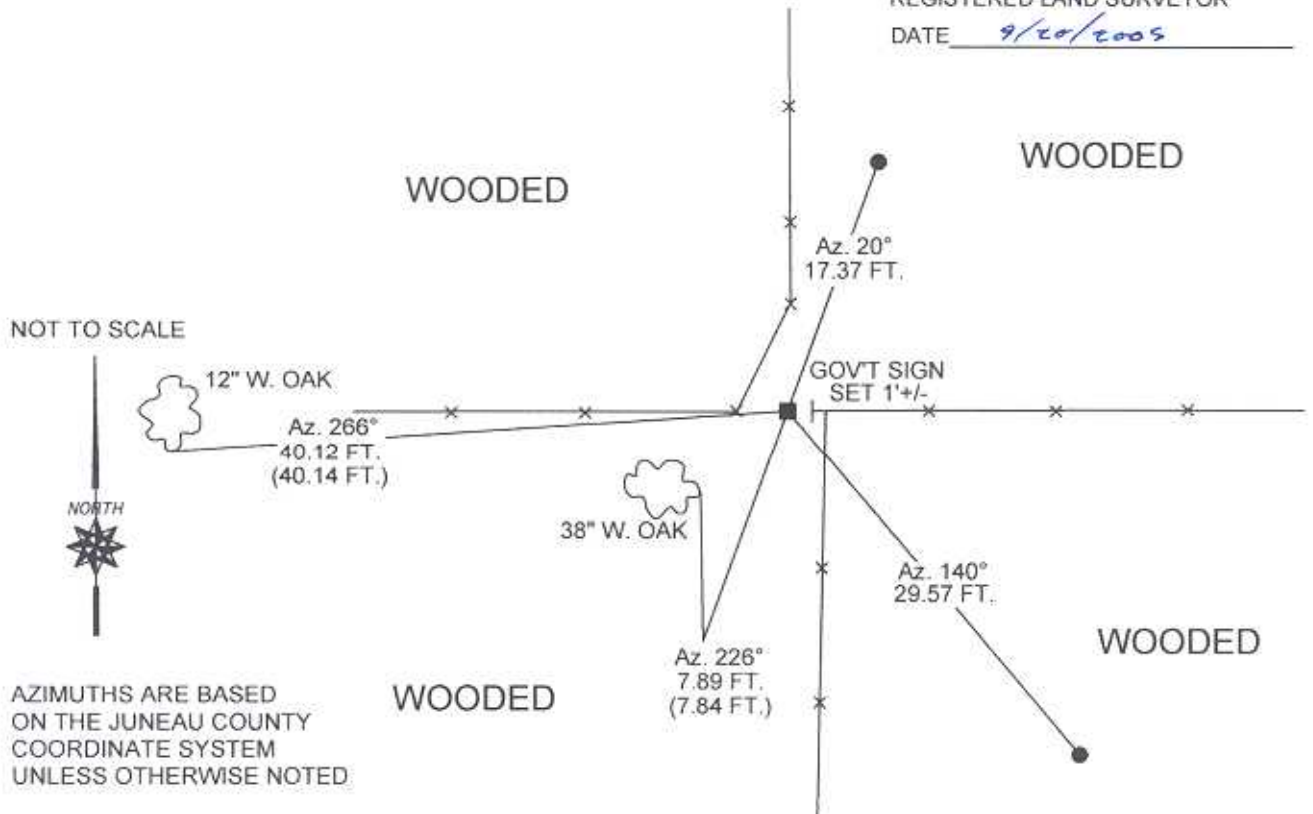 REGISTERED LAND SURVEYOR
DATE 9/20/2005
WOODED
WOODED
Az. 20°
17.37 FT.
NOT TO SCALE
12" W. OAK
GOV'T SIGN
SET 1'+/-
Az. 266°
40.12 FT.
(40.14 FT.)
NORTH
38" W. OAK
Az. 140°
29.57 FT.
WOODED
Az. 226°
7.89 FT.
(7.84 FT.)
WOODED
AZIMUTHS ARE BASED
ON THE JUNEAU COUNTY
COORDINATE SYSTEM
UNLESS OTHERWISE NOTED